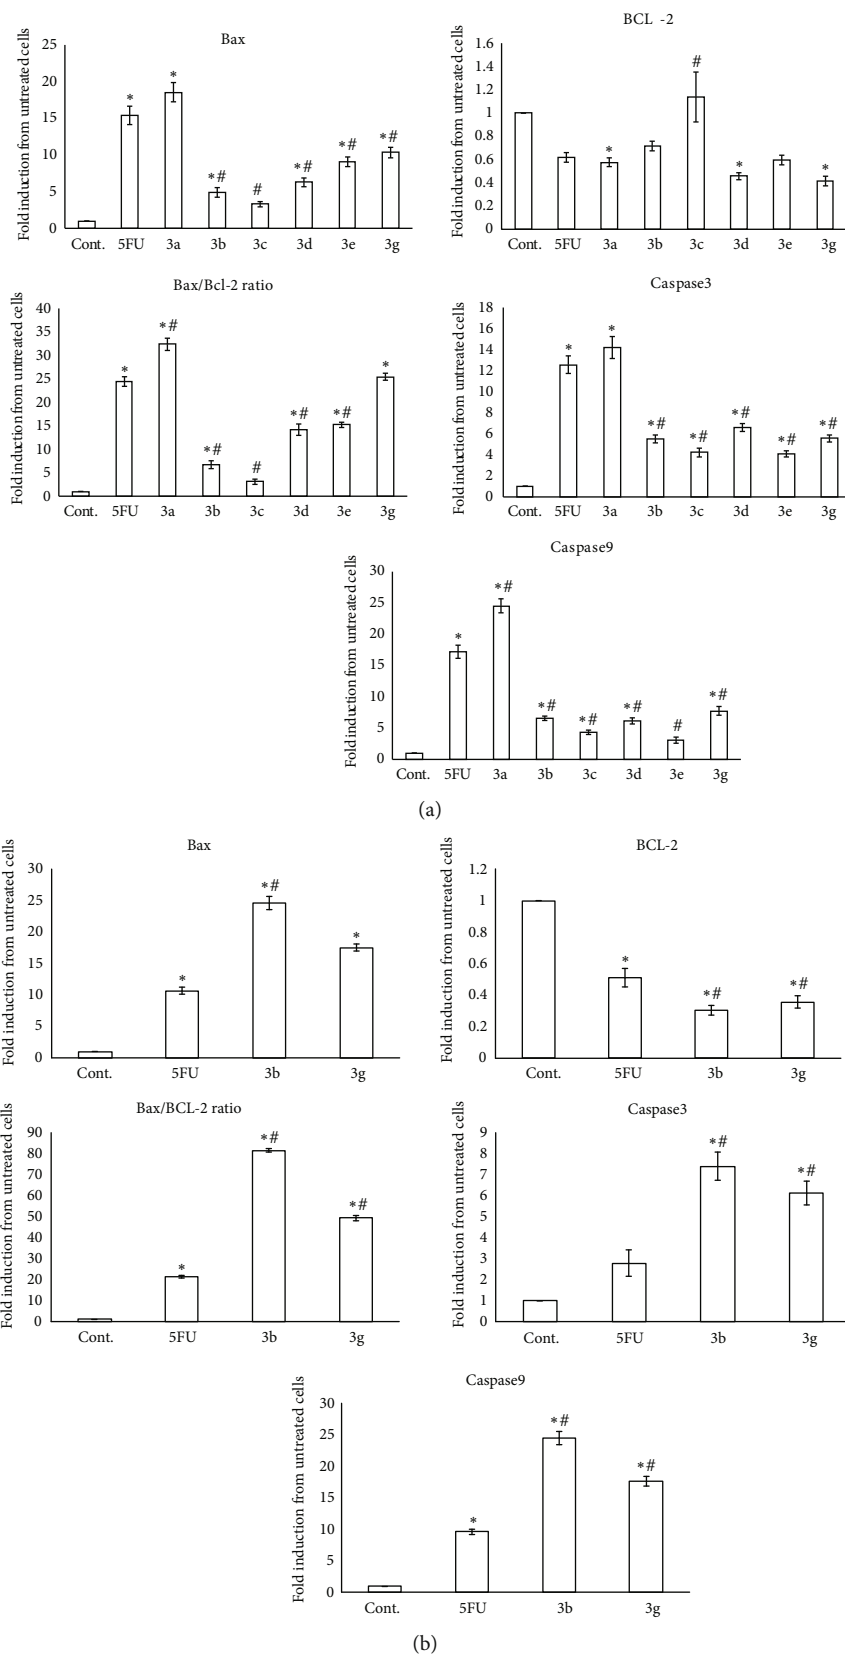 Bax
Fold induction from untreated cells
25
20
15
10
5
0
* * *# # *# *# *#
Cont. 5FU 3a 3b 3c 3d 3e 3g
BCL -2
Fold induction from untreated cells
1.6
1.4
1.2
1
0.8
0.6
0.4
0.2
0
* # * *
Cont. 5FU 3a 3b 3c 3d 3e 3g
Bax/Bcl-2 ratio
Fold induction from untreated cells
40
35
30
25
20
15
10
5
0
* *# *# # *# *# *
Cont. 5FU 3a 3b 3c 3d 3e 3g
Caspase3
Fold induction from untreated cells
18
16
14
12
10
8
6
4
2
0
* * *# *# *# *# *#
Cont. 5FU 3a 3b 3c 3d 3e 3g
Caspase9
Fold induction from untreated cells
30
25
20
15
10
5
0
* *# *# *# *# # *#
Cont. 5FU 3a 3b 3c 3d 3e 3g
(a)
Bax
Fold induction from untreated cells
30
25
20
15
10
5
0
* *# *
Cont. 5FU 3b 3g
BCL-2
Fold induction from untreated cells
1.2
1
0.8
0.6
0.4
0.2
0
* *# *#
Cont. 5FU 3b 3g
Bax/BCL-2 ratio
Fold induction from untreated cells
90
80
70
60
50
40
30
20
10
0
* *# *#
Cont. 5FU 3b 3g
Caspase3
Fold induction from untreated cells
9
8
7
6
5
4
3
2
1
0
*# *#
Cont. 5FU 3b 3g
Caspase9
Fold induction from untreated cells
30
25
20
15
10
5
0
* *# *#
Cont. 5FU 3b 3g
(b)